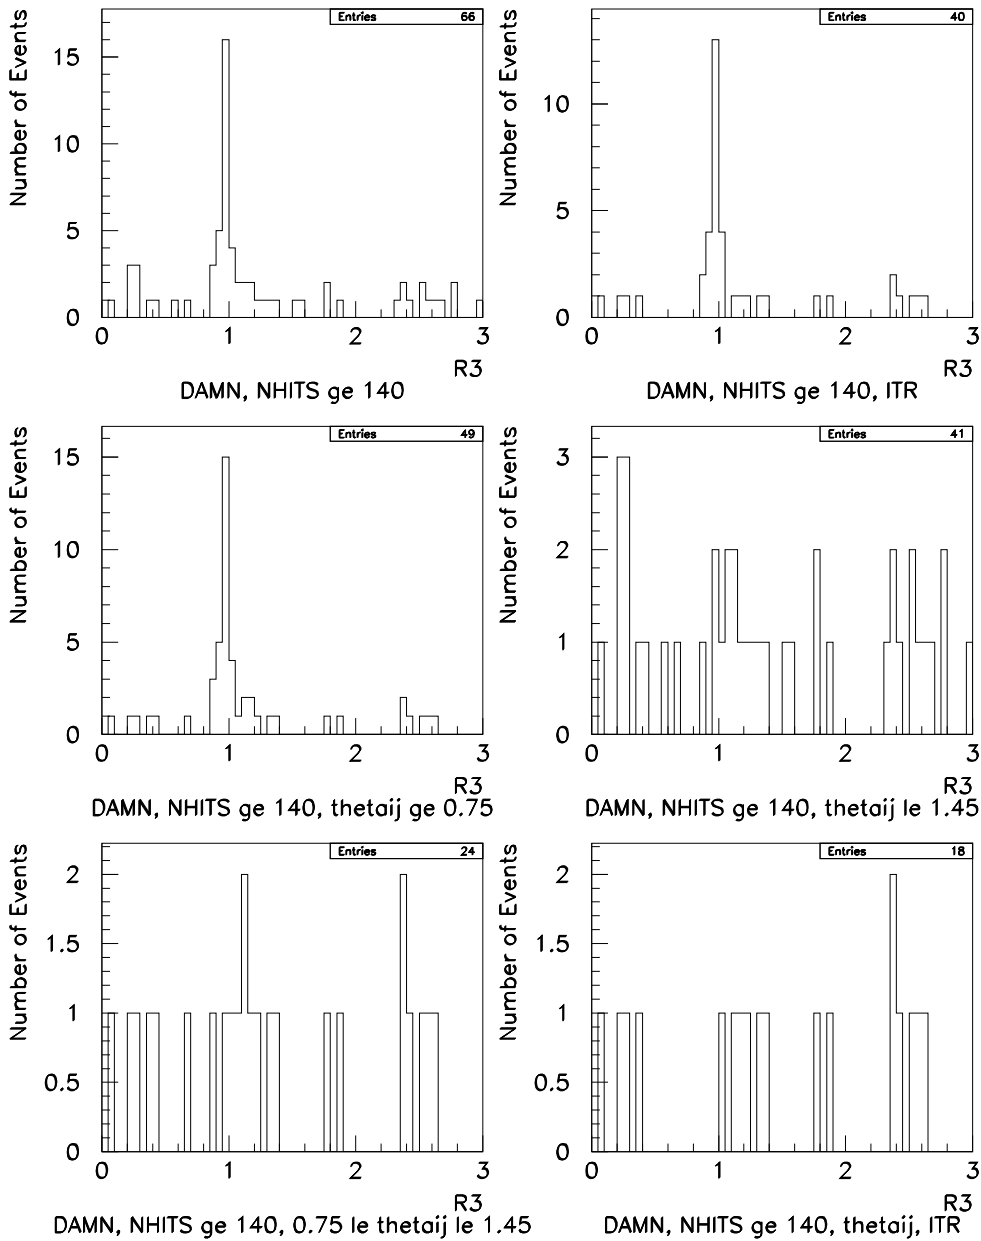 Entries 66
Number of Events
15
10
5
0
0 1 2 3
R3
DAMN, NHITS ge 140
Entries 40
Number of Events
10
5
0
0 1 2 3
R3
DAMN, NHITS ge 140, ITR
Entries 49
Number of Events
15
10
5
0
0 1 2 3
R3
DAMN, NHITS ge 140, thetaij ge 0.75
Entries 41
Number of Events
3
2
1
0
0 1 2 3
R3
DAMN, NHITS ge 140, thetaij le 1.45
Entries 24
Number of Events
2
1.5
1
0.5
0
0 1 2 3
R3
DAMN, NHITS ge 140, 0.75 le thetaij le 1.45
Entries 18
Number of Events
2
1.5
1
0.5
0
0 1 2 3
R3
DAMN, NHITS ge 140, thetaij, ITR